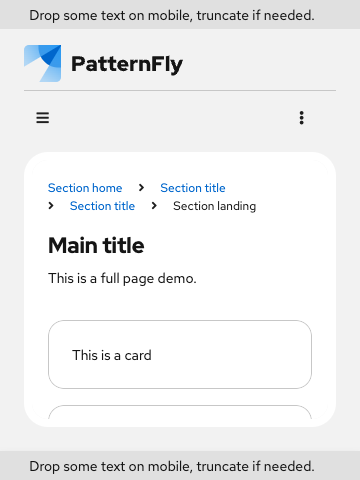 Drop some text on mobile, truncate if needed.
PatternFly
Section home > Section title
> Section title > Section landing
Main title
This is a full page demo.
This is a card
Drop some text on mobile, truncate if needed.